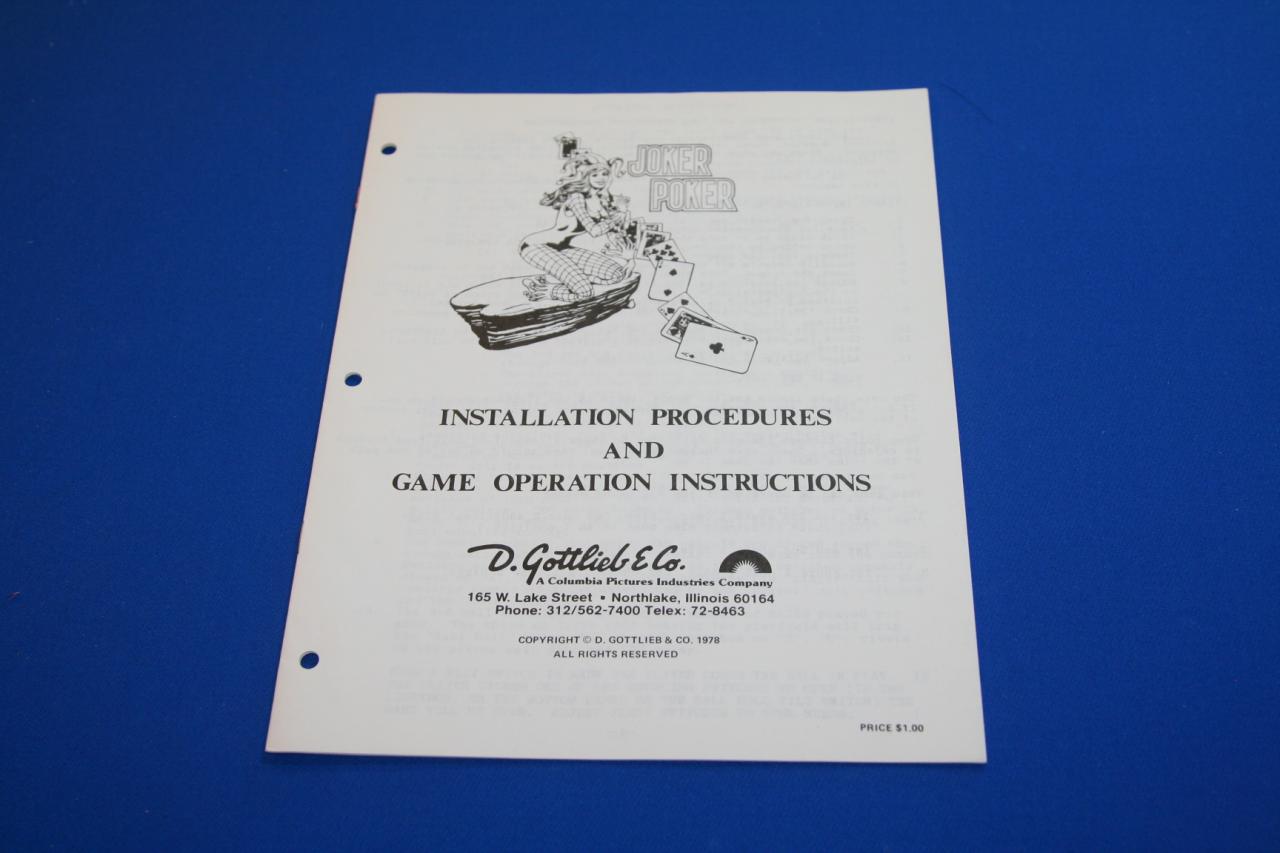 JOKER
POKER
INSTALLATION PROCEDURES
AND
GAME OPERATION INSTRUCTIONS
D. Gottlieb & Co.
A Columbia Pictures Industries Company
165 W. Lake Street • Northlake, Illinois 60164
Phone: 312/562-7400 Telex: 72-8463
COPYRIGHT © D. GOTTLIEB & CO. 1978
ALL RIGHTS RESERVED
PRICE $1.00